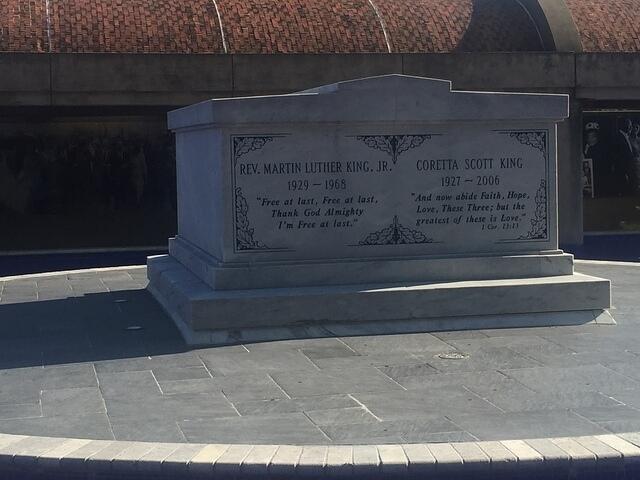 REV. MARTIN LUTHER KING, JR.
1929 — 1968
"Free at last, Free at last,
Thank God Almighty
I'm Free at last."
CORETTA SCOTT KING
1927 — 2006
"And now abide Faith, Hope,
Love, These Three; but the
greatest of these is Love."
1 Cor. 13:13